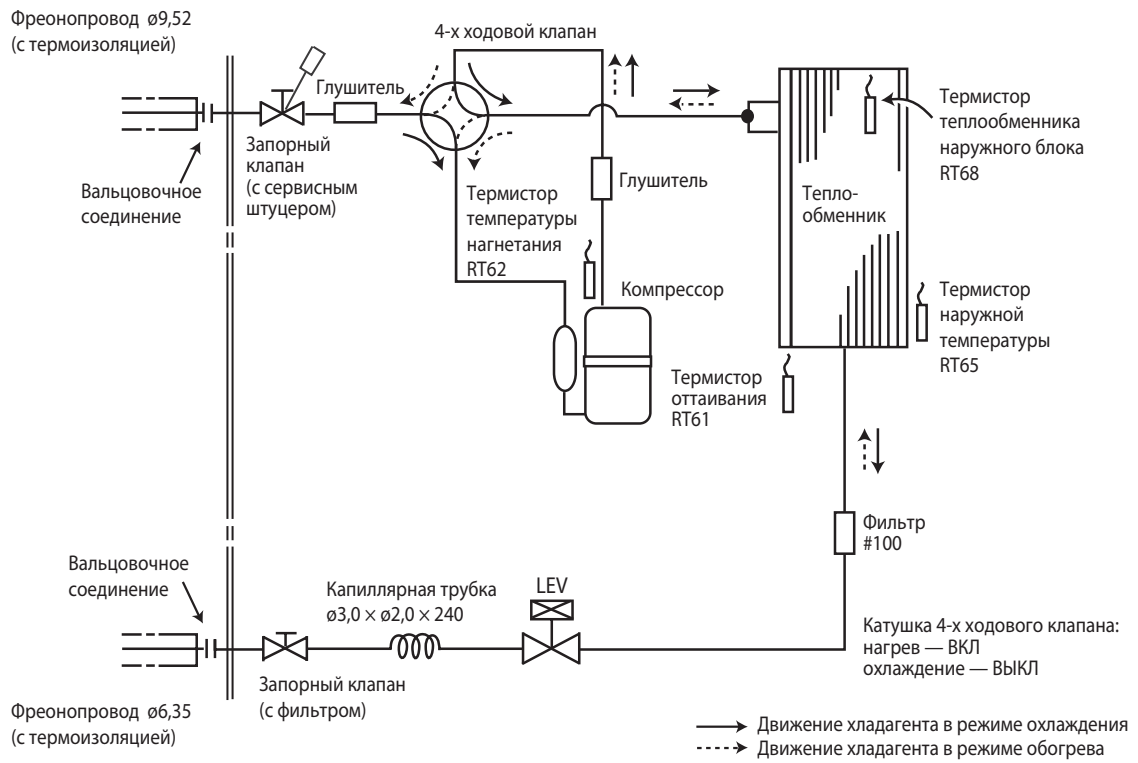 Фреонопровод ø9,52
(с термоизоляцией)
4-х ходовой клапан
Глушитель
Термистор
теплообменника
наружного блока
RT68
Запорный
клапан
(с сервисным
штуцером)
Вальцовочное
соединение
Термистор
температуры
нагнетания
RT62
Глушитель
Тепло-
обменник
Компрессор
Термистор
наружной
температуры
RT65
Термистор
оттаивания
RT61
Фильтр
#100
Вальцовочное
соединение
Капиллярная трубка
ø3,0 × ø2,0 × 240
LEV
Катушка 4-х ходового клапана:
нагрев — ВКЛ
охлаждение — ВЫКЛ
Запорный клапан
(с фильтром)
Фреонопровод ø6,35
(с термоизоляцией)
Движение хладагента в режиме охлаждения
Движение хладагента в режиме обогрева